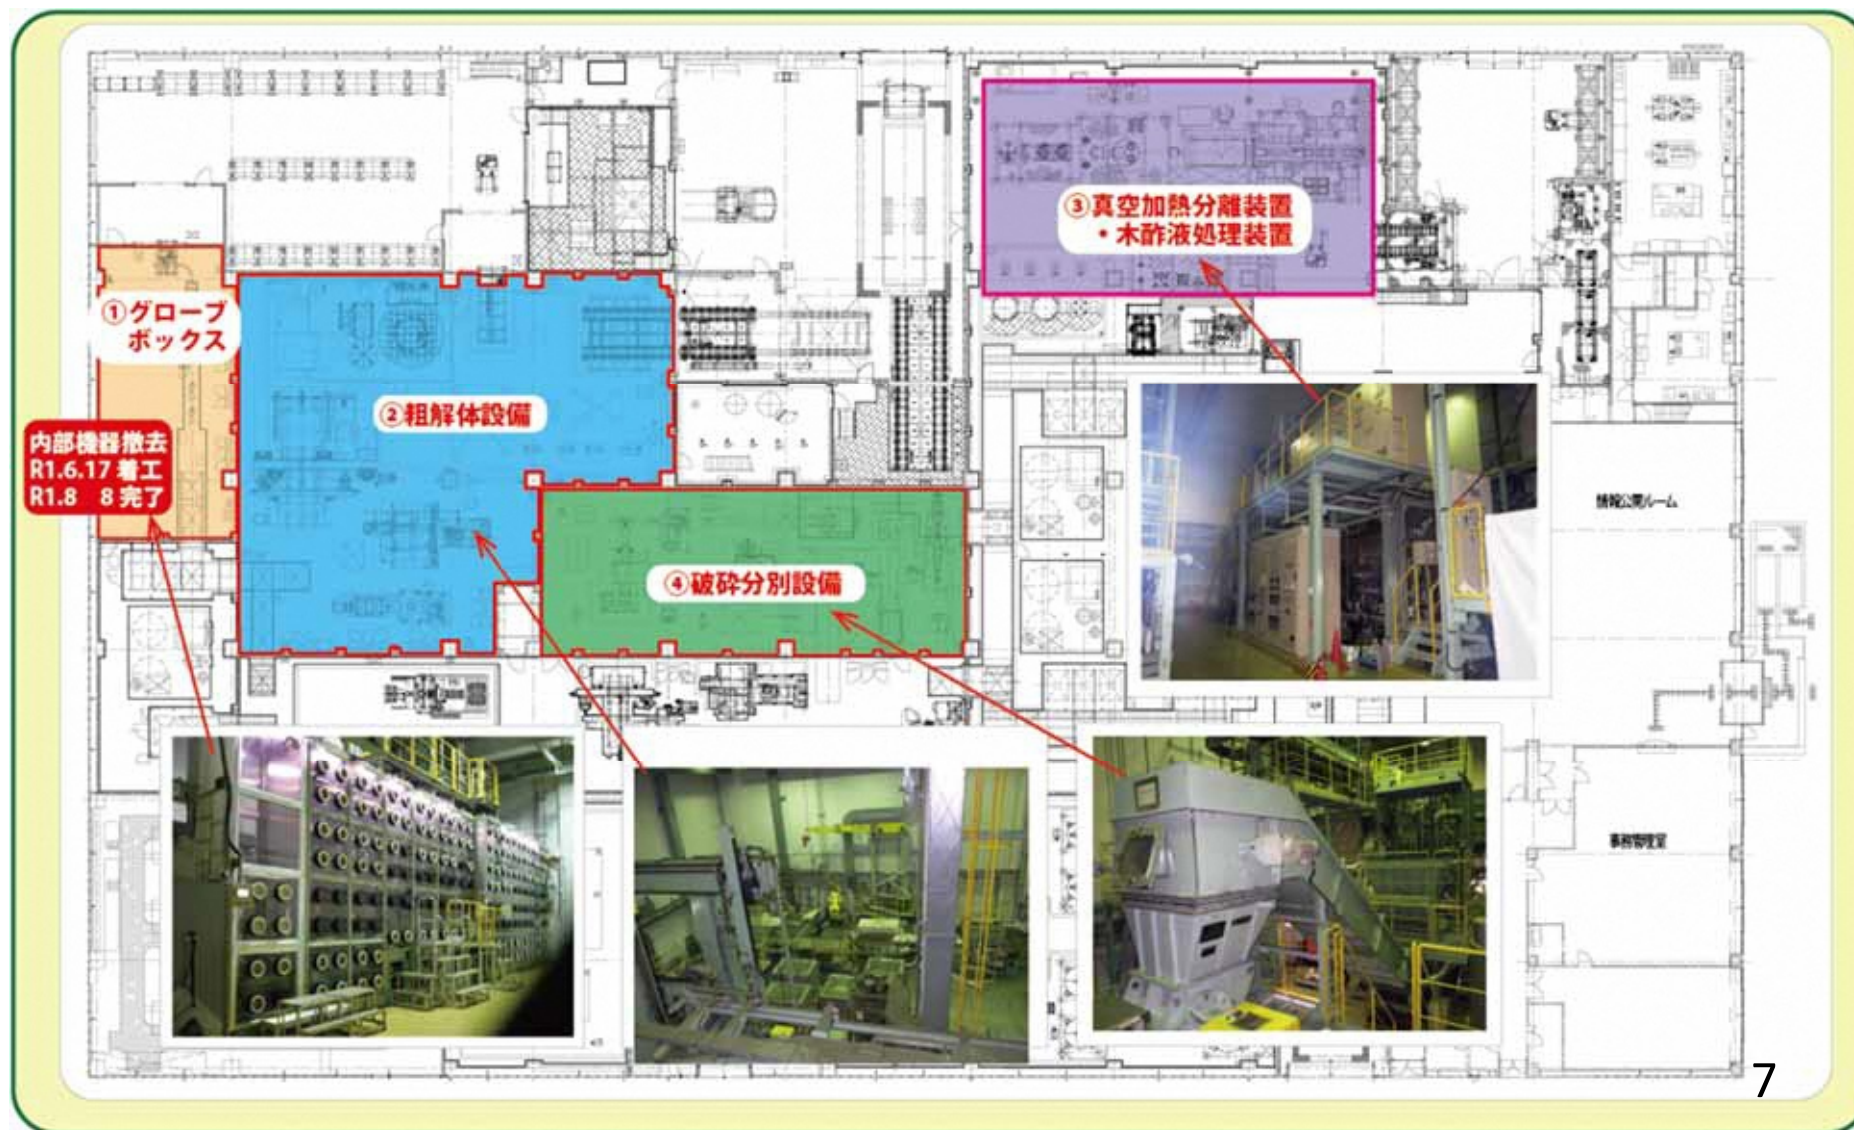 ①グローブ
ボックス
内部機器撤去
R1.6.17 着工
R1.8 8 完了
②粗解体設備
③真空加熱分離装置
・木酢液処理装置
④破砕分別設備
情報公開ルーム
事務管理室
7